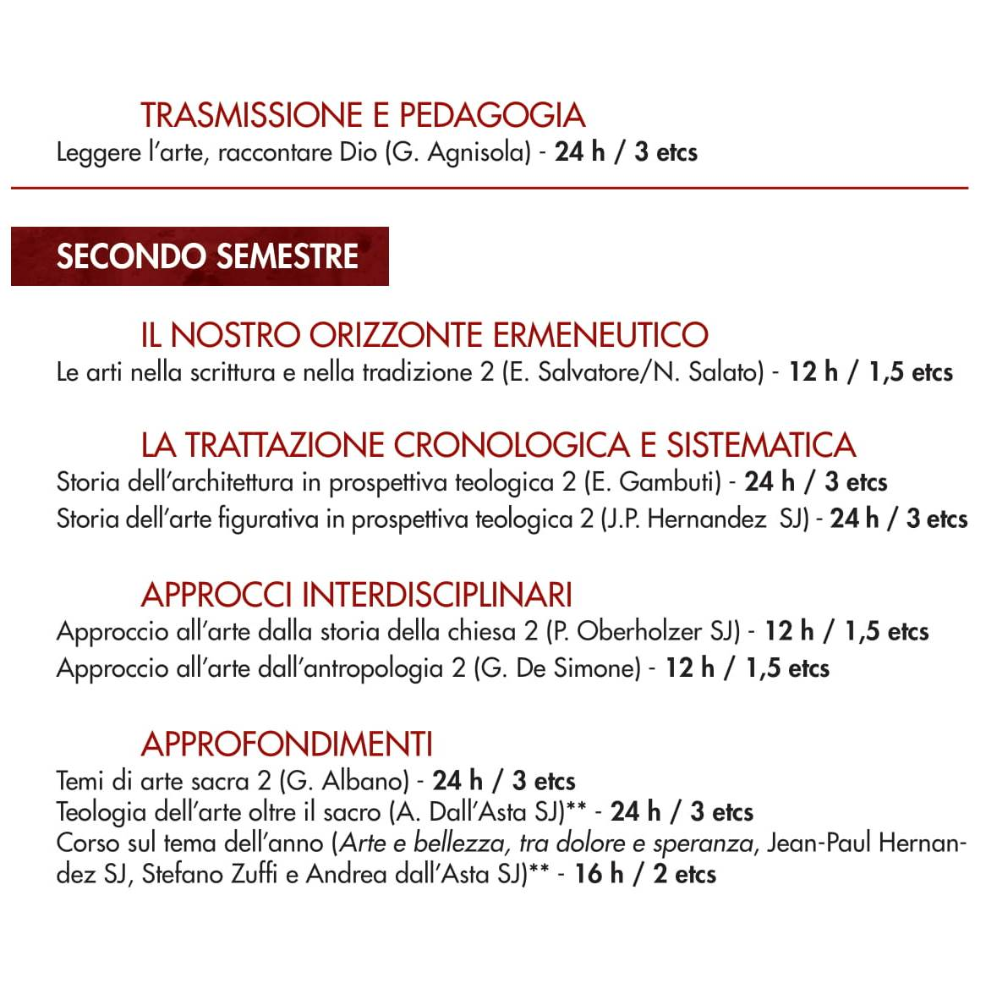 TRASMISSIONE E PEDAGOGIA
Leggere l’arte, raccontare Dio (G. Agnisola) - 24 h / 3 etcs
SECONDO SEMESTRE
IL NOSTRO ORIZZONTE ERMENEUTICO
Le arti nella scrittura e nella tradizione 2 (E. Salvatore/N. Salato) - 12 h / 1,5 etcs
LA TRATTAZIONE CRONOLOGICA E SISTEMATICA
Storia dell’architettura in prospettiva teologica 2 (E. Gambuti) - 24 h / 3 etcs
Storia dell’arte figurativa in prospettiva teologica 2 (J.P. Hernandez SJ) - 24 h / 3 etcs
APPROCCI INTERDISCIPLINARI
Approccio all’arte dalla storia della chiesa 2 (P. Oberholzer SJ) - 12 h / 1,5 etcs
Approccio all’arte dall’antropologia 2 (G. De Simone) - 12 h / 1,5 etcs
APPROFONDIMENTI
Temi di arte sacra 2 (G. Albano) - 24 h / 3 etcs
Teologia dell’arte oltre il sacro (A. Dall’Asta SJ)** - 24 h / 3 etcs
Corso sul tema dell’anno (Arte e bellezza, tra dolore e speranza, Jean-Paul Hernan-
dez SJ, Stefano Zuffi e Andrea dall’Asta SJ)** - 16 h / 2 etcs